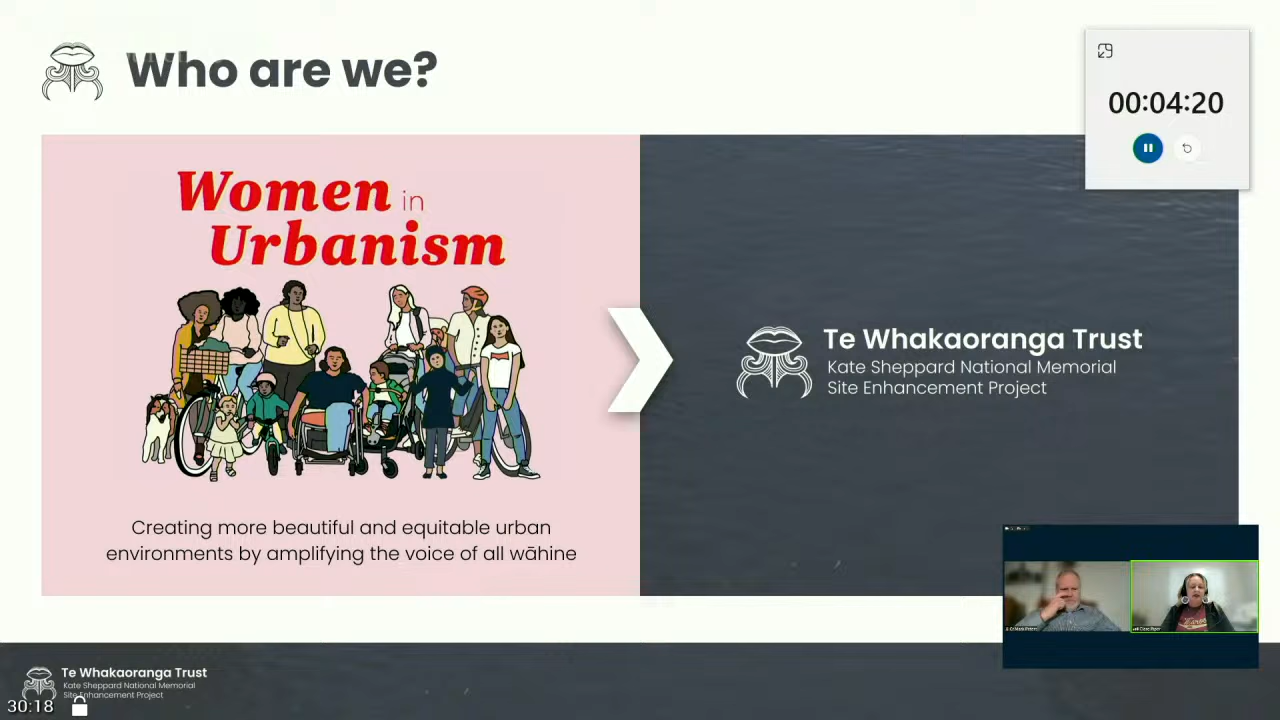 Who are we?
00:04:20
Women in
Urbanism
Creating more beautiful and equitable urban
environments by amplifying the voice of all wāhine
Te Whakaoranga Trust
Kate Sheppard National Memorial
Site Enhancement Project
Te Whakaoranga Trust
Kate Sheppard National Memorial
Site Enhancement Project
30:18